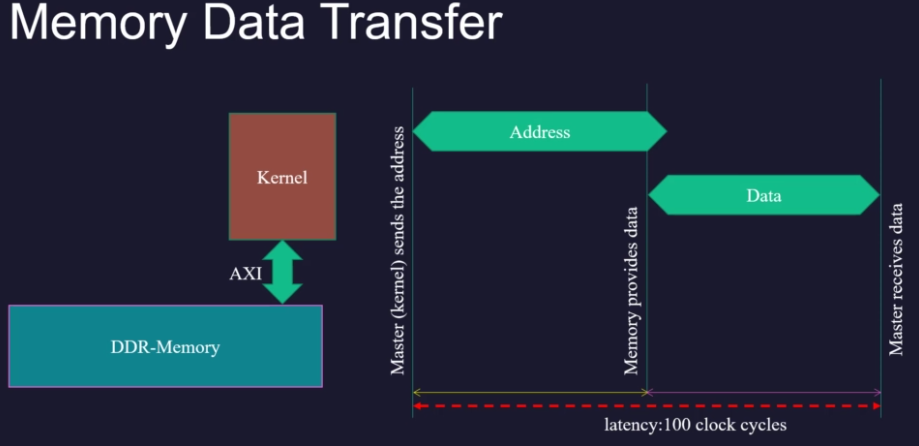 Memory Data Transfer
Kernel
AXI
DDR-Memory
Master (kernel) sends the address
Address
Memory provides data
Data
Master receives data
latency:100 clock cycles